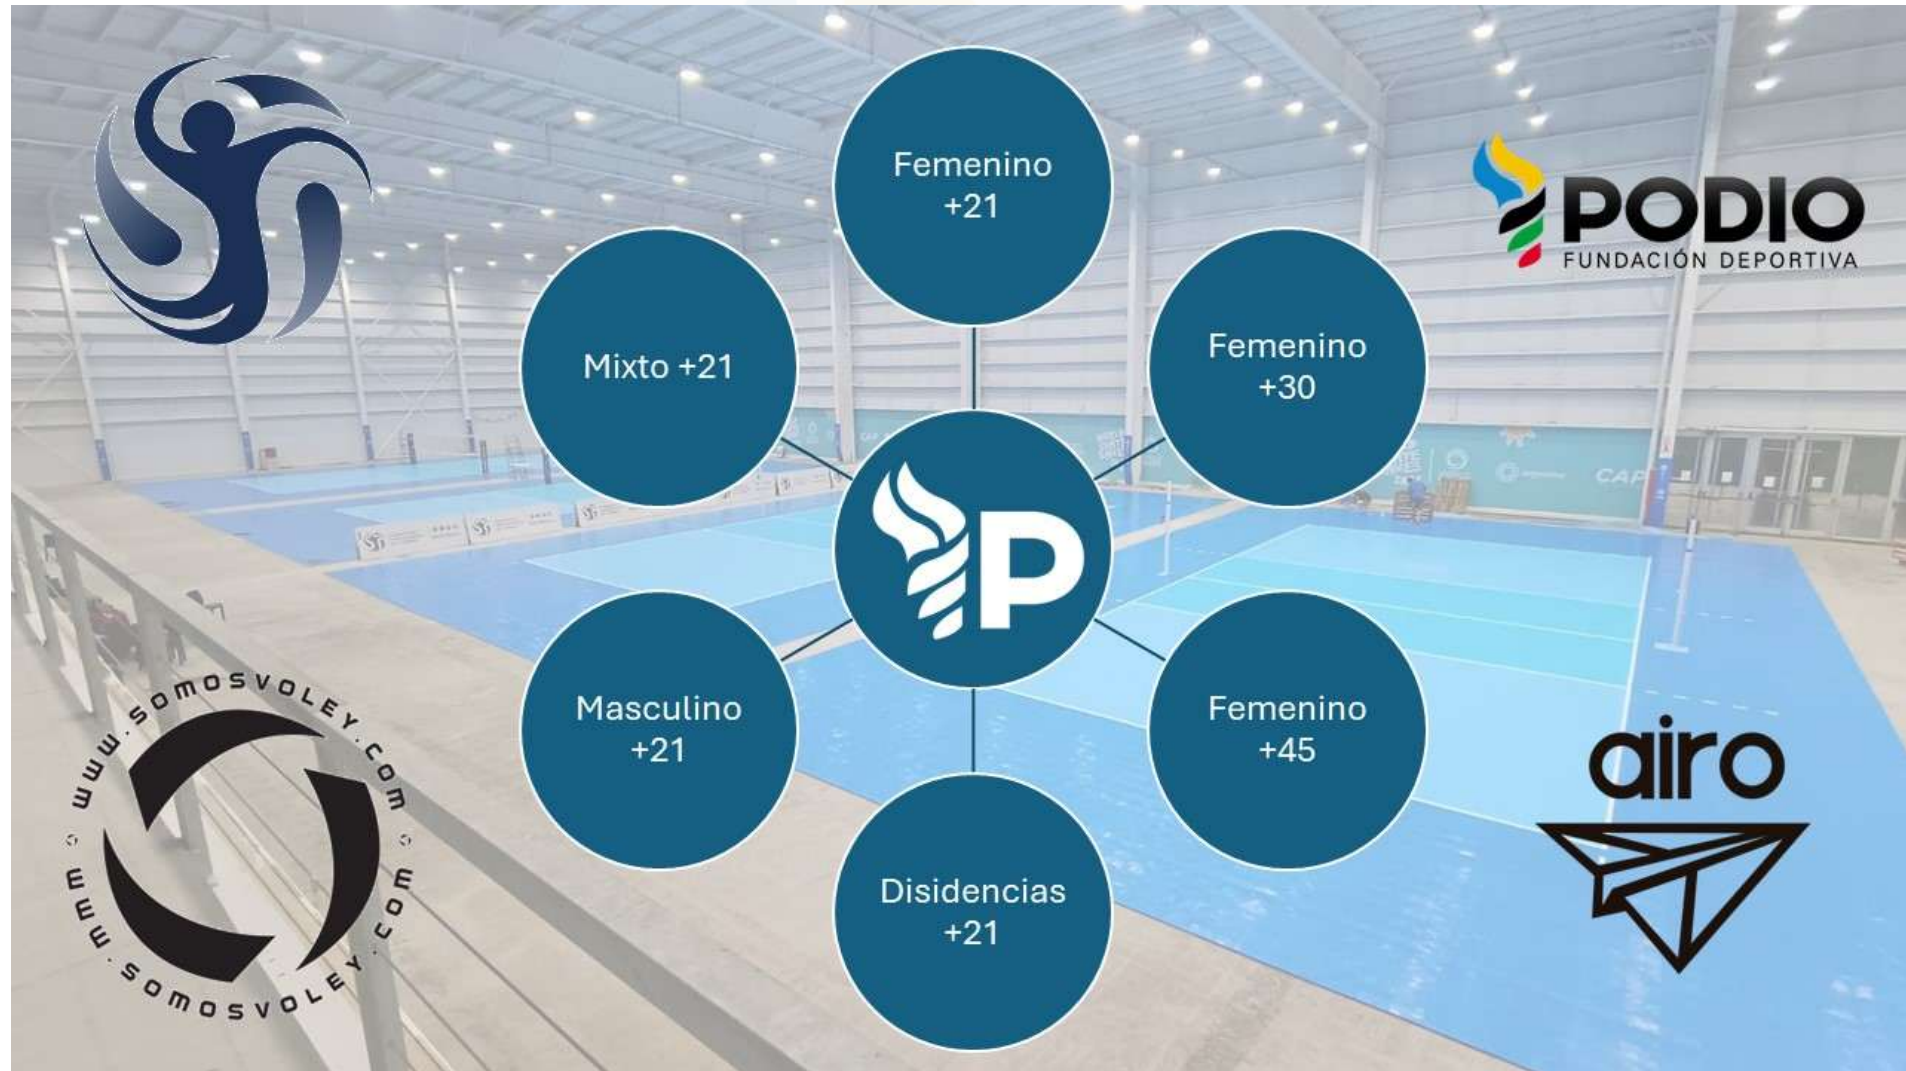 Femenino
+21
PODIO
FUNDACIÓN DEPORTIVA
Mixto +21
Femenino
+30
CAP
P
www.somosvoley.com
Masculino
+21
Femenino
+45
airo
Disidencias
+21
www.somosvoley.com